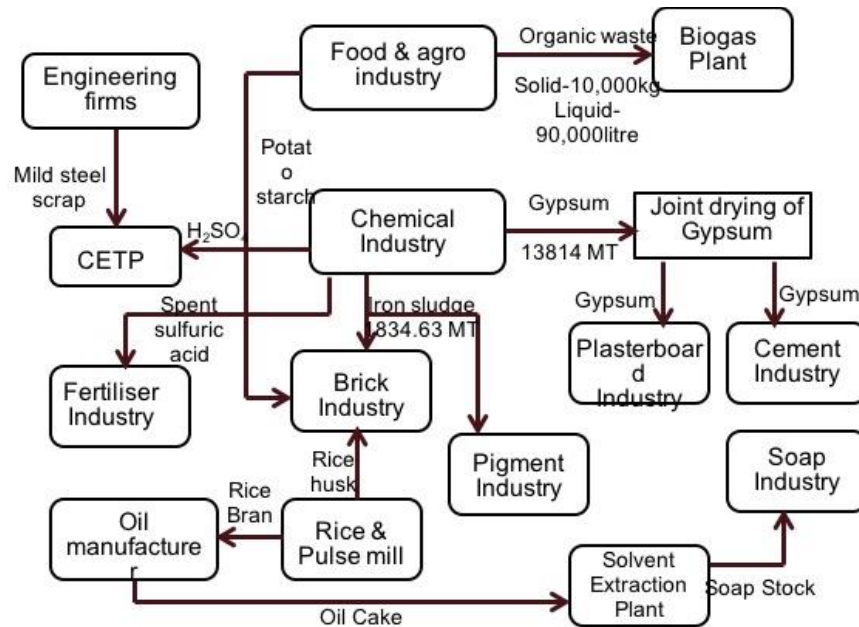 Food & agro
industry
Organic waste
Biogas
Plant
Solid-10,000kg
Liquid-
90,000litre
Engineering
firms
Mild steel
scrap
Potat
o
starch
CETP
H₂SO₄
Chemical
Industry
Gypsum
13814 MT
Joint drying of
Gypsum
Gypsum
Gypsum
Spent
sulfuric
acid
Iron sludge
1834.63 MT
Plasterboar
d
Industry
Cement
Industry
Fertiliser
Industry
Brick
Industry
Pigment
Industry
Soap
Industry
Rice
husk
Rice
Bran
Oil
manufacture
r
Rice &
Pulse mill
Solvent
Extraction
Plant
Soap Stock
Oil Cake